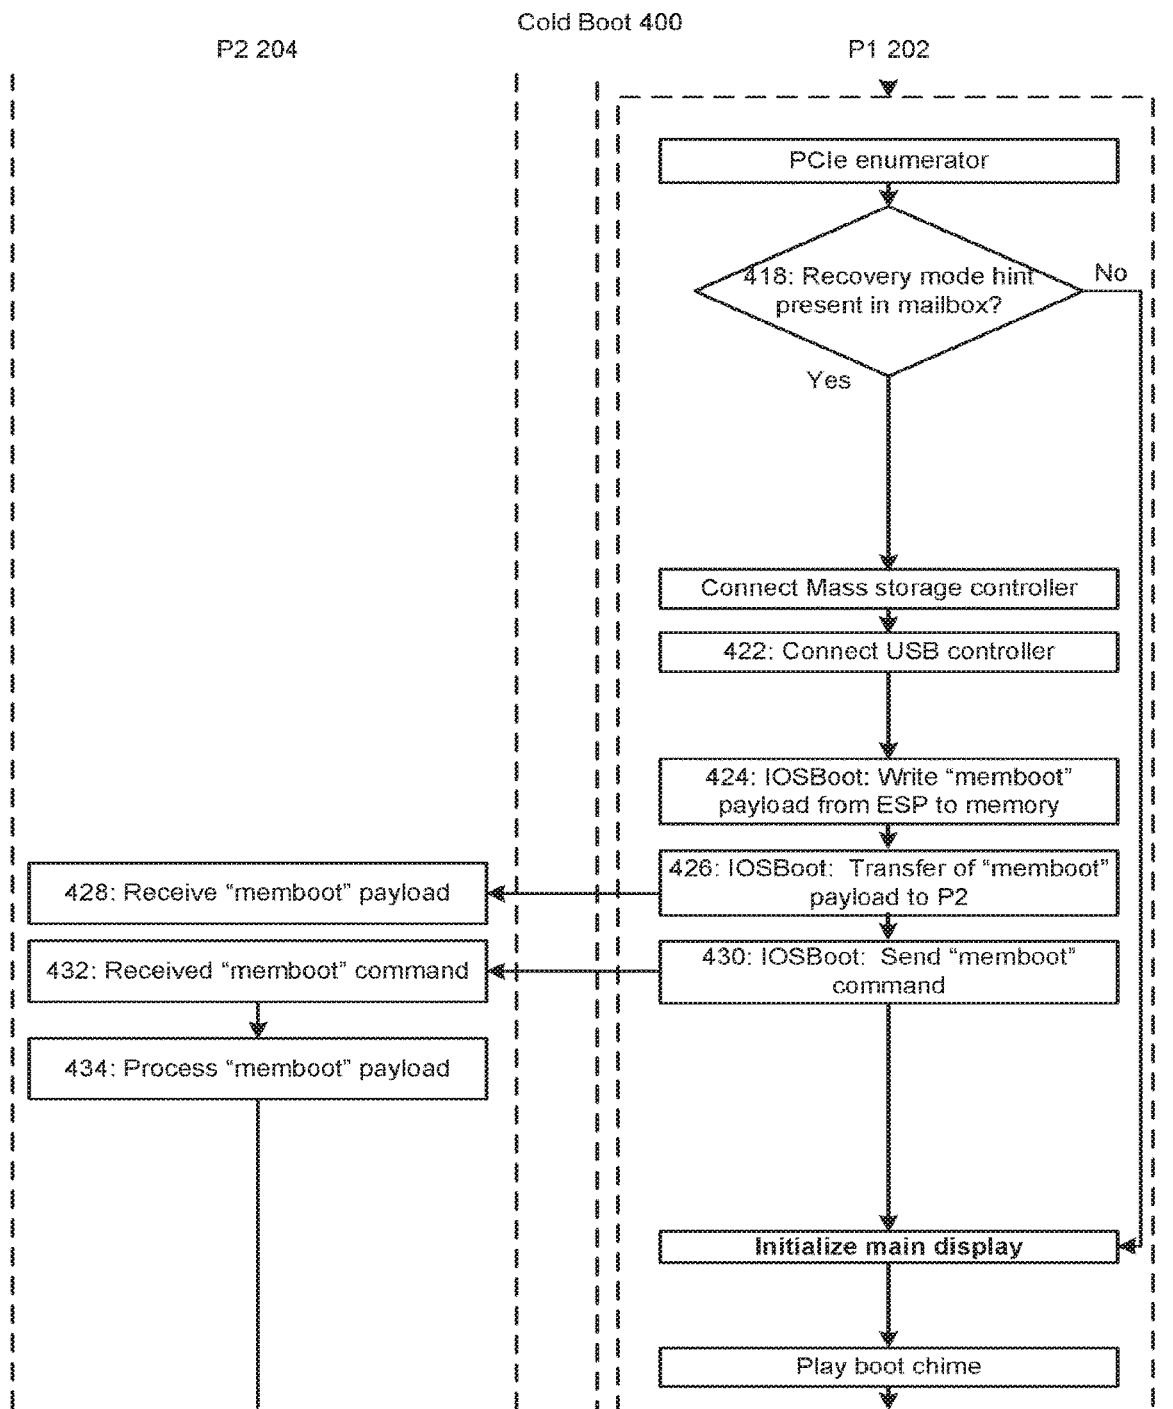 Cold Boot 400
P2 204
P1 202
PCIe enumerator
418: Recovery mode hint
present in mailbox?
No
Yes
Connect Mass storage controller
422: Connect USB controller
424: IOSBoot: Write “memboot”
payload from ESP to memory
426: IOSBoot: Transfer of “memboot”
payload to P2
428: Receive “memboot” payload
430: IOSBoot: Send “memboot”
command
432: Received “memboot” command
434: Process “memboot” payload
Initialize main display
Play boot chime